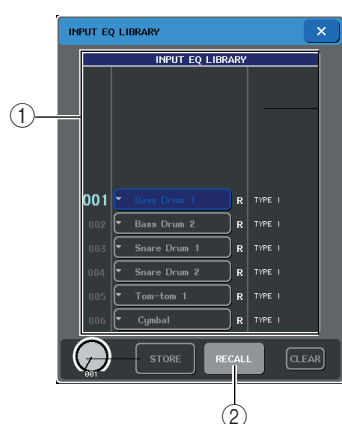 INPUT EQ LIBRARY ×
INPUT EQ LIBRARY
①
001 Bass Drum 1 R TYPE I
002 Bass Drum 2 R TYPE I
003 Snare Drum 1 R TYPE I
004 Snare Drum 2 R TYPE I
005 Tom-tom 1 R TYPE I
006 Cymbal R TYPE I
001 STORE RECALL CLEAR
②